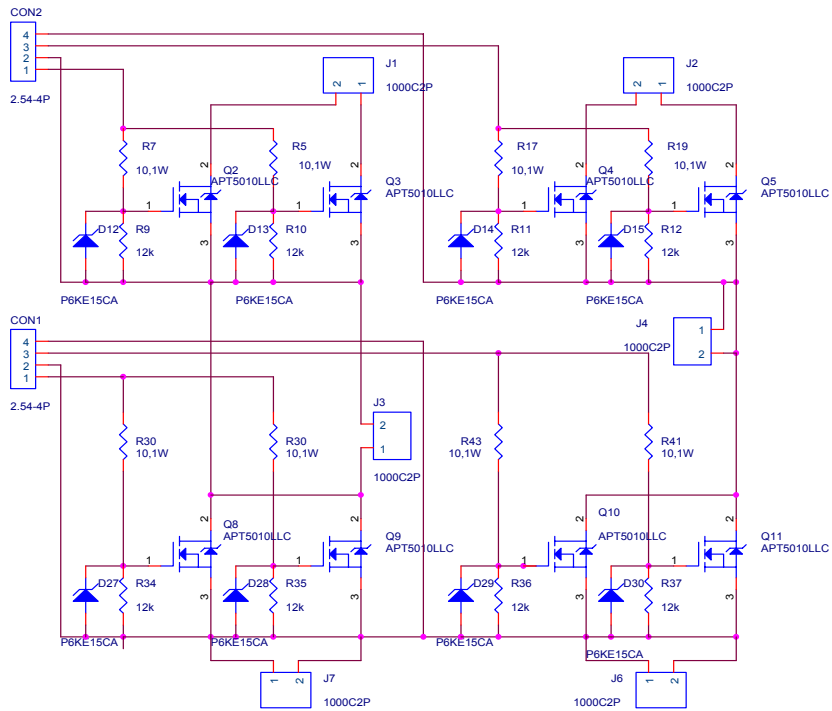 CON2
4
3
2
1
2.54-4P
J1
2
1
1000C2P
J2
2
1
1000C2P
R7
10,1W
R5
10,1W
R17
10,1W
R19
10,1W
2
Q2
APT5010LLC
2
Q3
APT5010LLC
2
Q4
APT5010LLC
2
Q5
APT5010LLC
1
1
1
1
D12
R9
12k
3
D13
R10
12k
3
D14
R11
12k
3
D15
R12
12k
3
P6KE15CA
P6KE15CA
P6KE15CA
P6KE15CA
CON1
4
3
2
1
2.54-4P
J4
1
2
1000C2P
J3
2
1
1000C2P
R30
10,1W
R30
10,1W
R43
10,1W
R41
10,1W
2
Q8
APT5010LLC
2
Q9
APT5010LLC
2
Q10
APT5010LLC
2
Q11
APT5010LLC
1
1
1
1
D27
R34
12k
3
D28
R35
12k
3
D29
R36
12k
3
D30
R37
12k
3
P6KE15CA
P6KE15CA
P6KE15CA
P6KE15CA
J7
1
2
1000C2P
J6
1
2
1000C2P